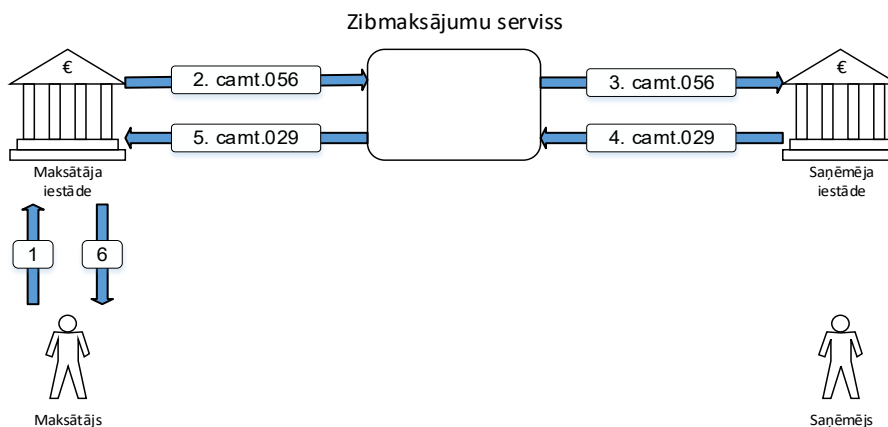 Zibmaksājumu serviss
€
€
2. camt.056
3. camt.056
5. camt.029
4. camt.029
Maksātāja
iestāde
Saņēmēja
iestāde
1
6
Maksātājs
Saņēmējs